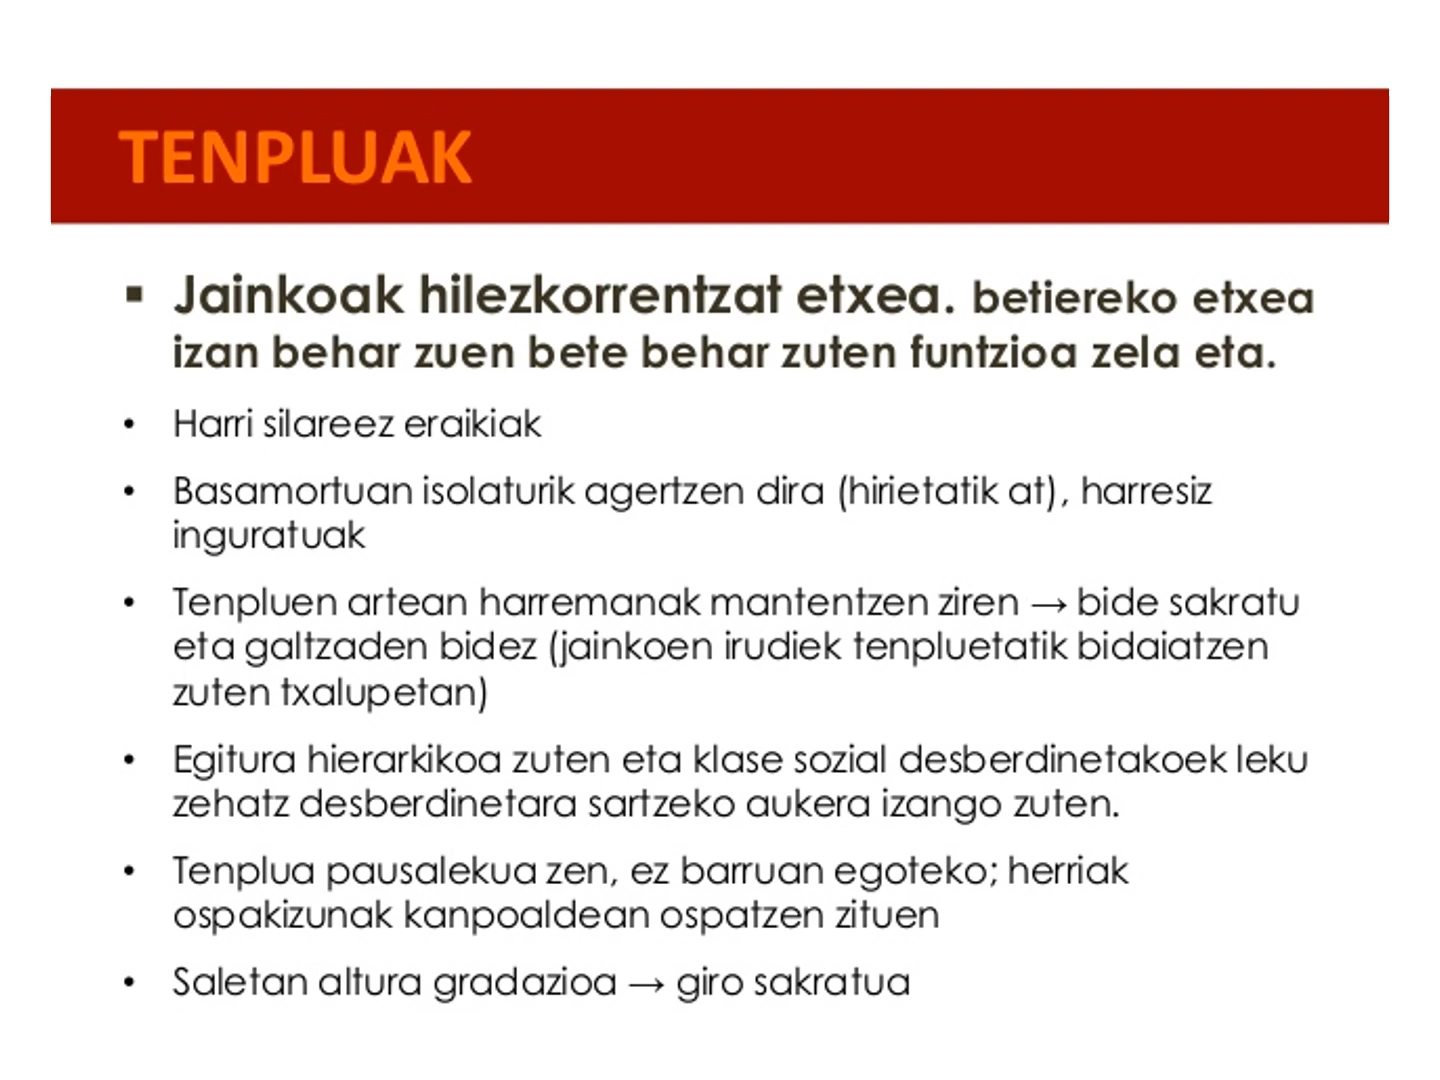 TENPLUAK
▪ Jainkoak hilezkorrentzat etxea. betiereko etxea
izan behar zuen bete behar zuten funtzioa zela eta.
• Harri silareez eraikiak
• Basamortuan isolaturik agertzen dira (hirietatik at), harresiz
inguratuak
• Tenpluen artean harremanak mantentzen ziren → bide sakratu
eta galtzaden bidez (jainkoen irudiek tenpluetatik bidaiatzen
zuten txalupetan)
• Egitura hierarkikoa zuten eta klase sozial desberdinetakoek leku
zehatz desberdinetara sartzeko aukera izango zuten.
• Tenplua pausalekua zen, ez barruan egoteko; herriak
ospakizunak kanpoaldean ospatzen zituen
• Saletan altura gradazioa → giro sakratua